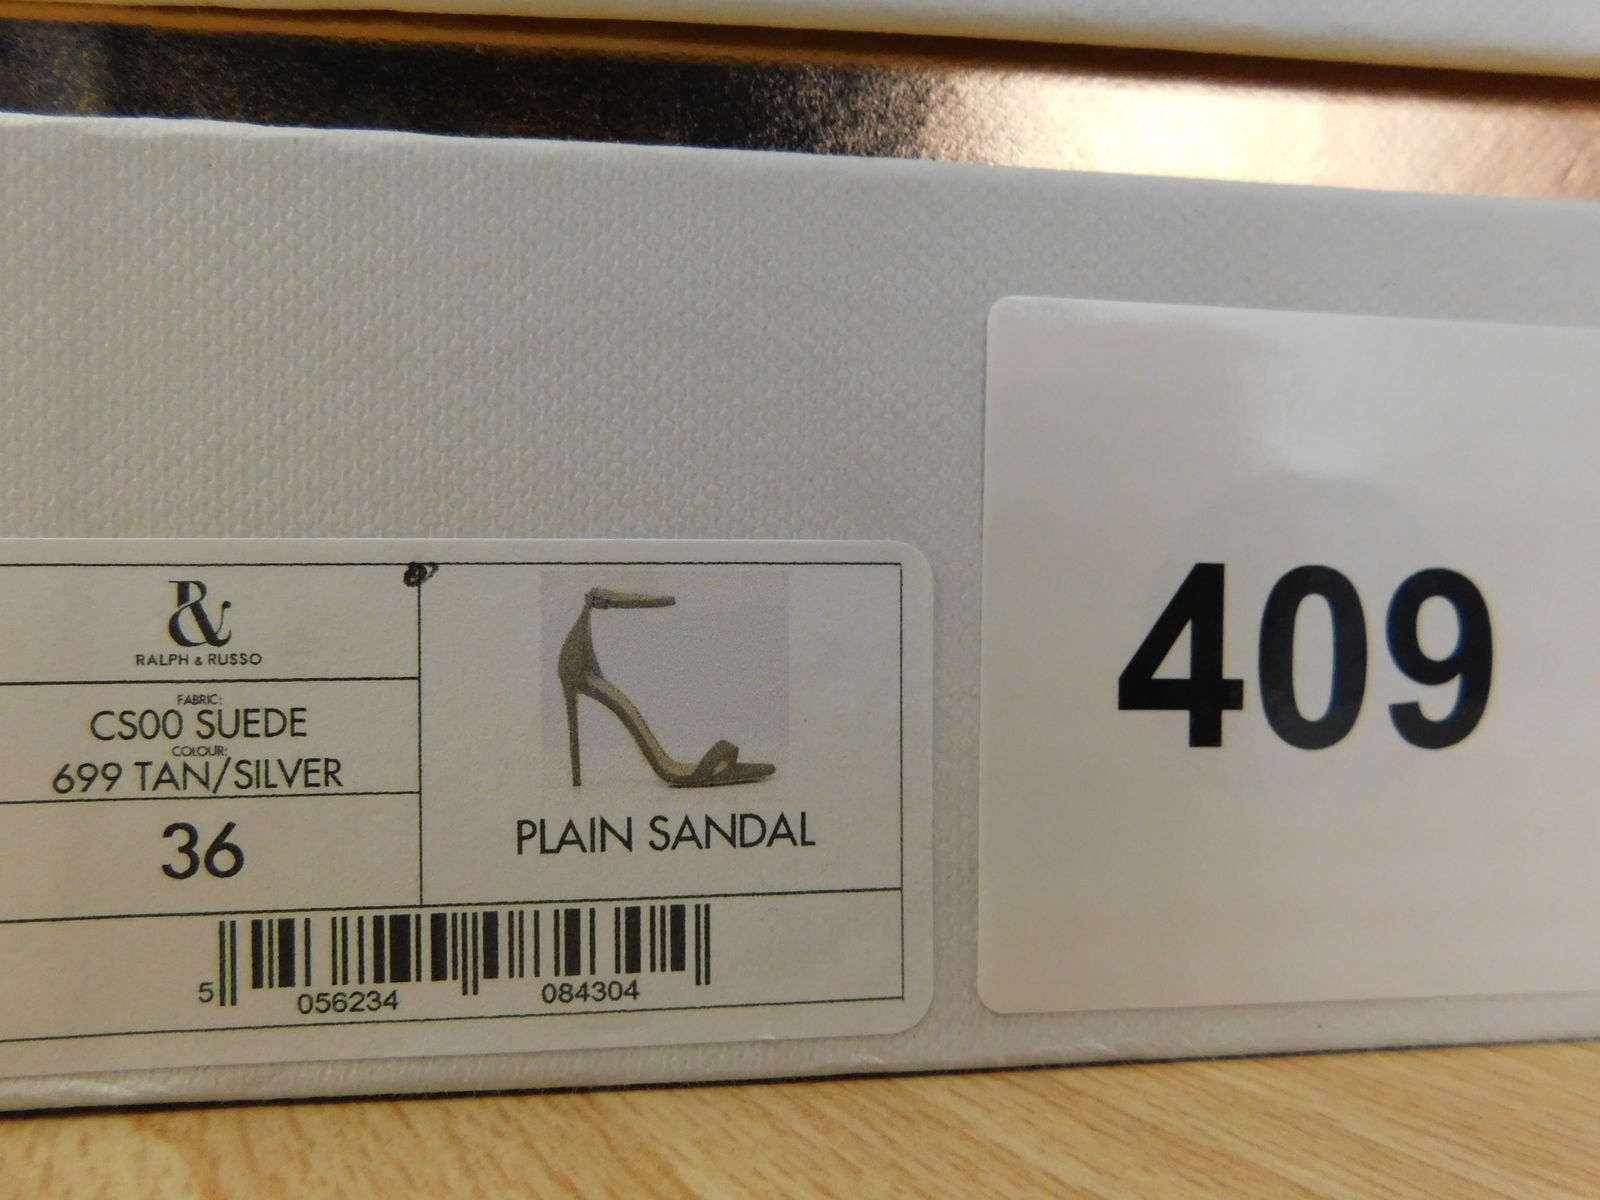 R&
RALPH & RUSSO
FABRIC:
CS00 SUEDE
COLOUR:
699 TAN/SILVER
36
PLAIN SANDAL
5 056234 084304
409